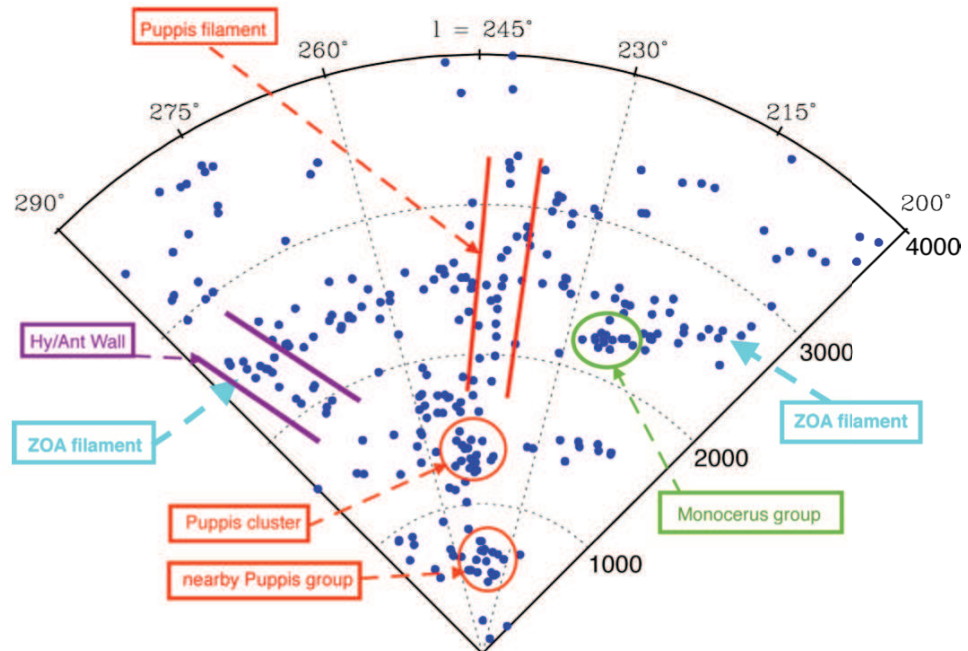 Puppis filament
l = 245°
260°
230°
275°
215°
290°
200°
4000
Hy/Ant Wall
3000
ZOA filament
ZOA filament
2000
Puppis cluster
Monocerus group
1000
nearby Puppis group